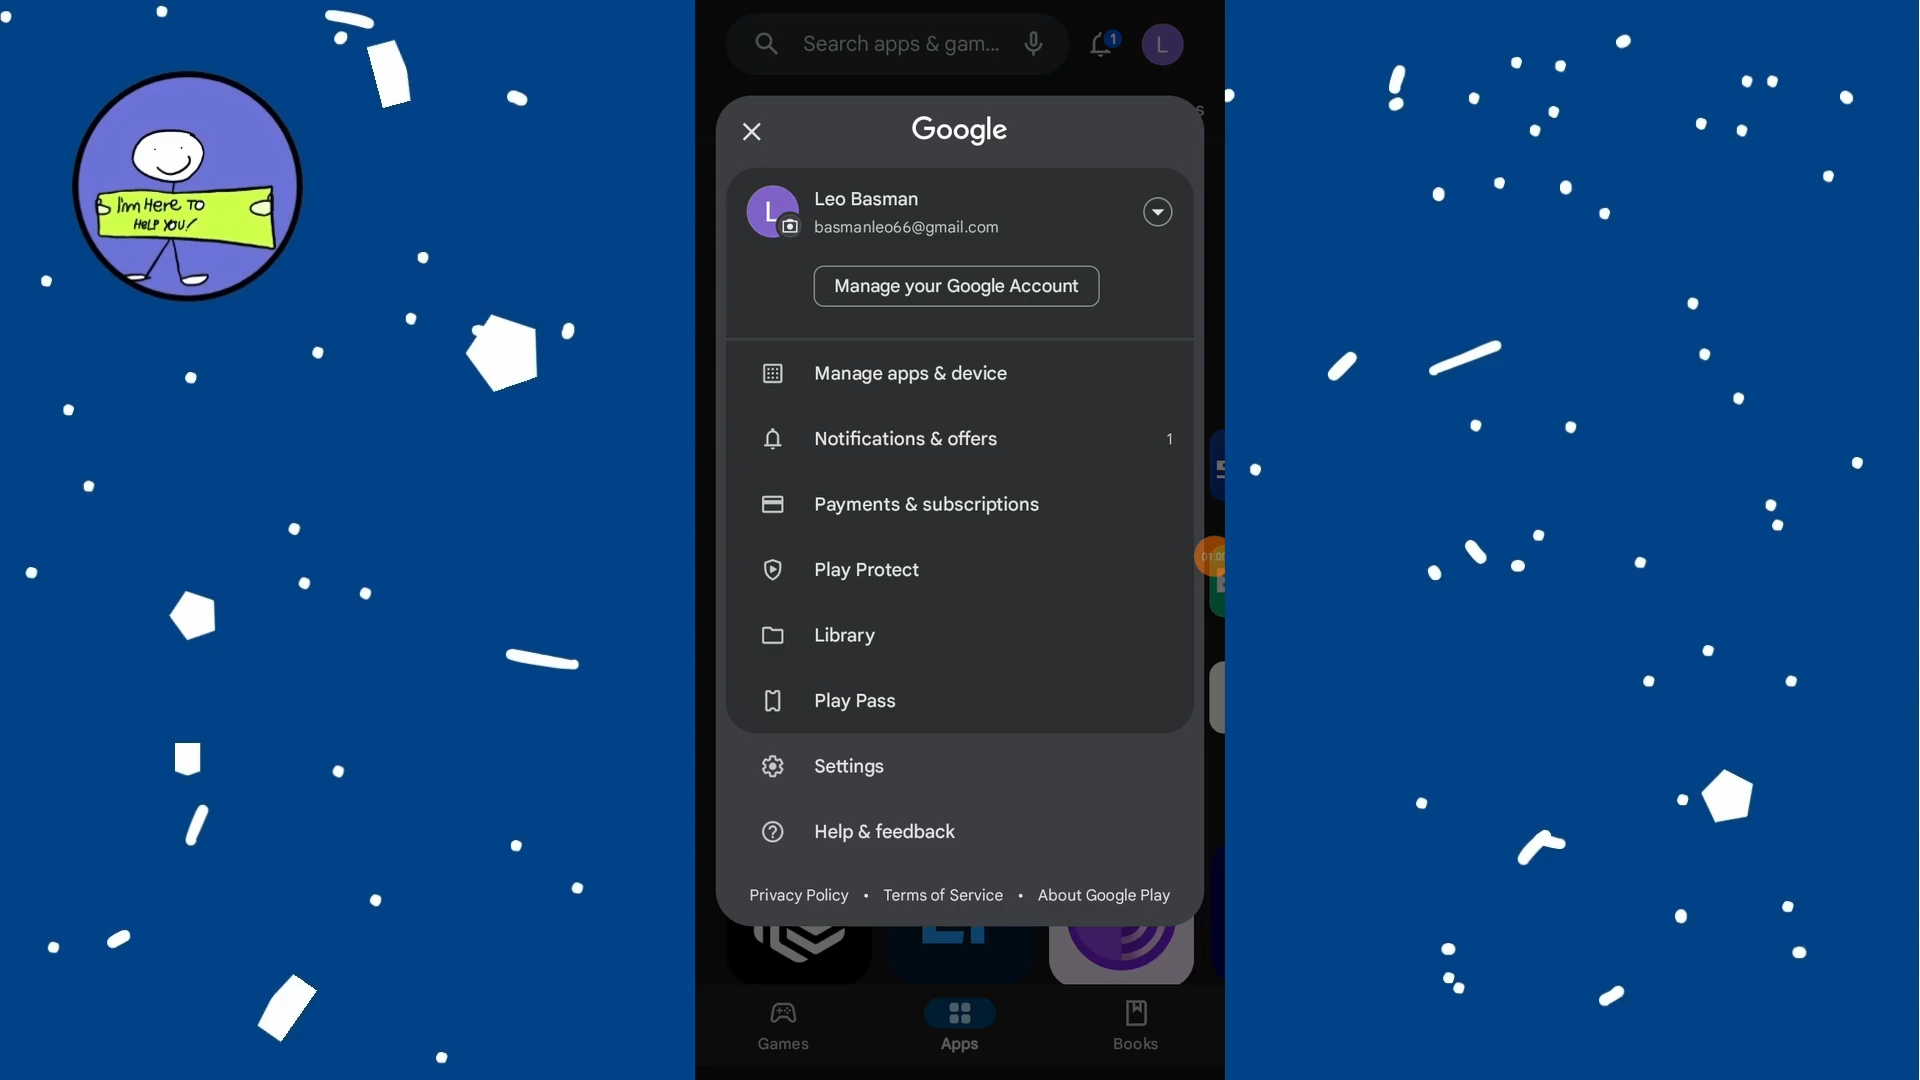 Search apps & gam...
1
L
I'm HERE TO
HELP YOU!
Google
L
Leo Basman
basmanleo66@gmail.com
Manage your Google Account
Manage apps & device
Notifications & offers 1
Payments & subscriptions
Play Protect
Library
Play Pass
Settings
Help & feedback
Privacy Policy • Terms of Service • About Google Play
Games Apps Books